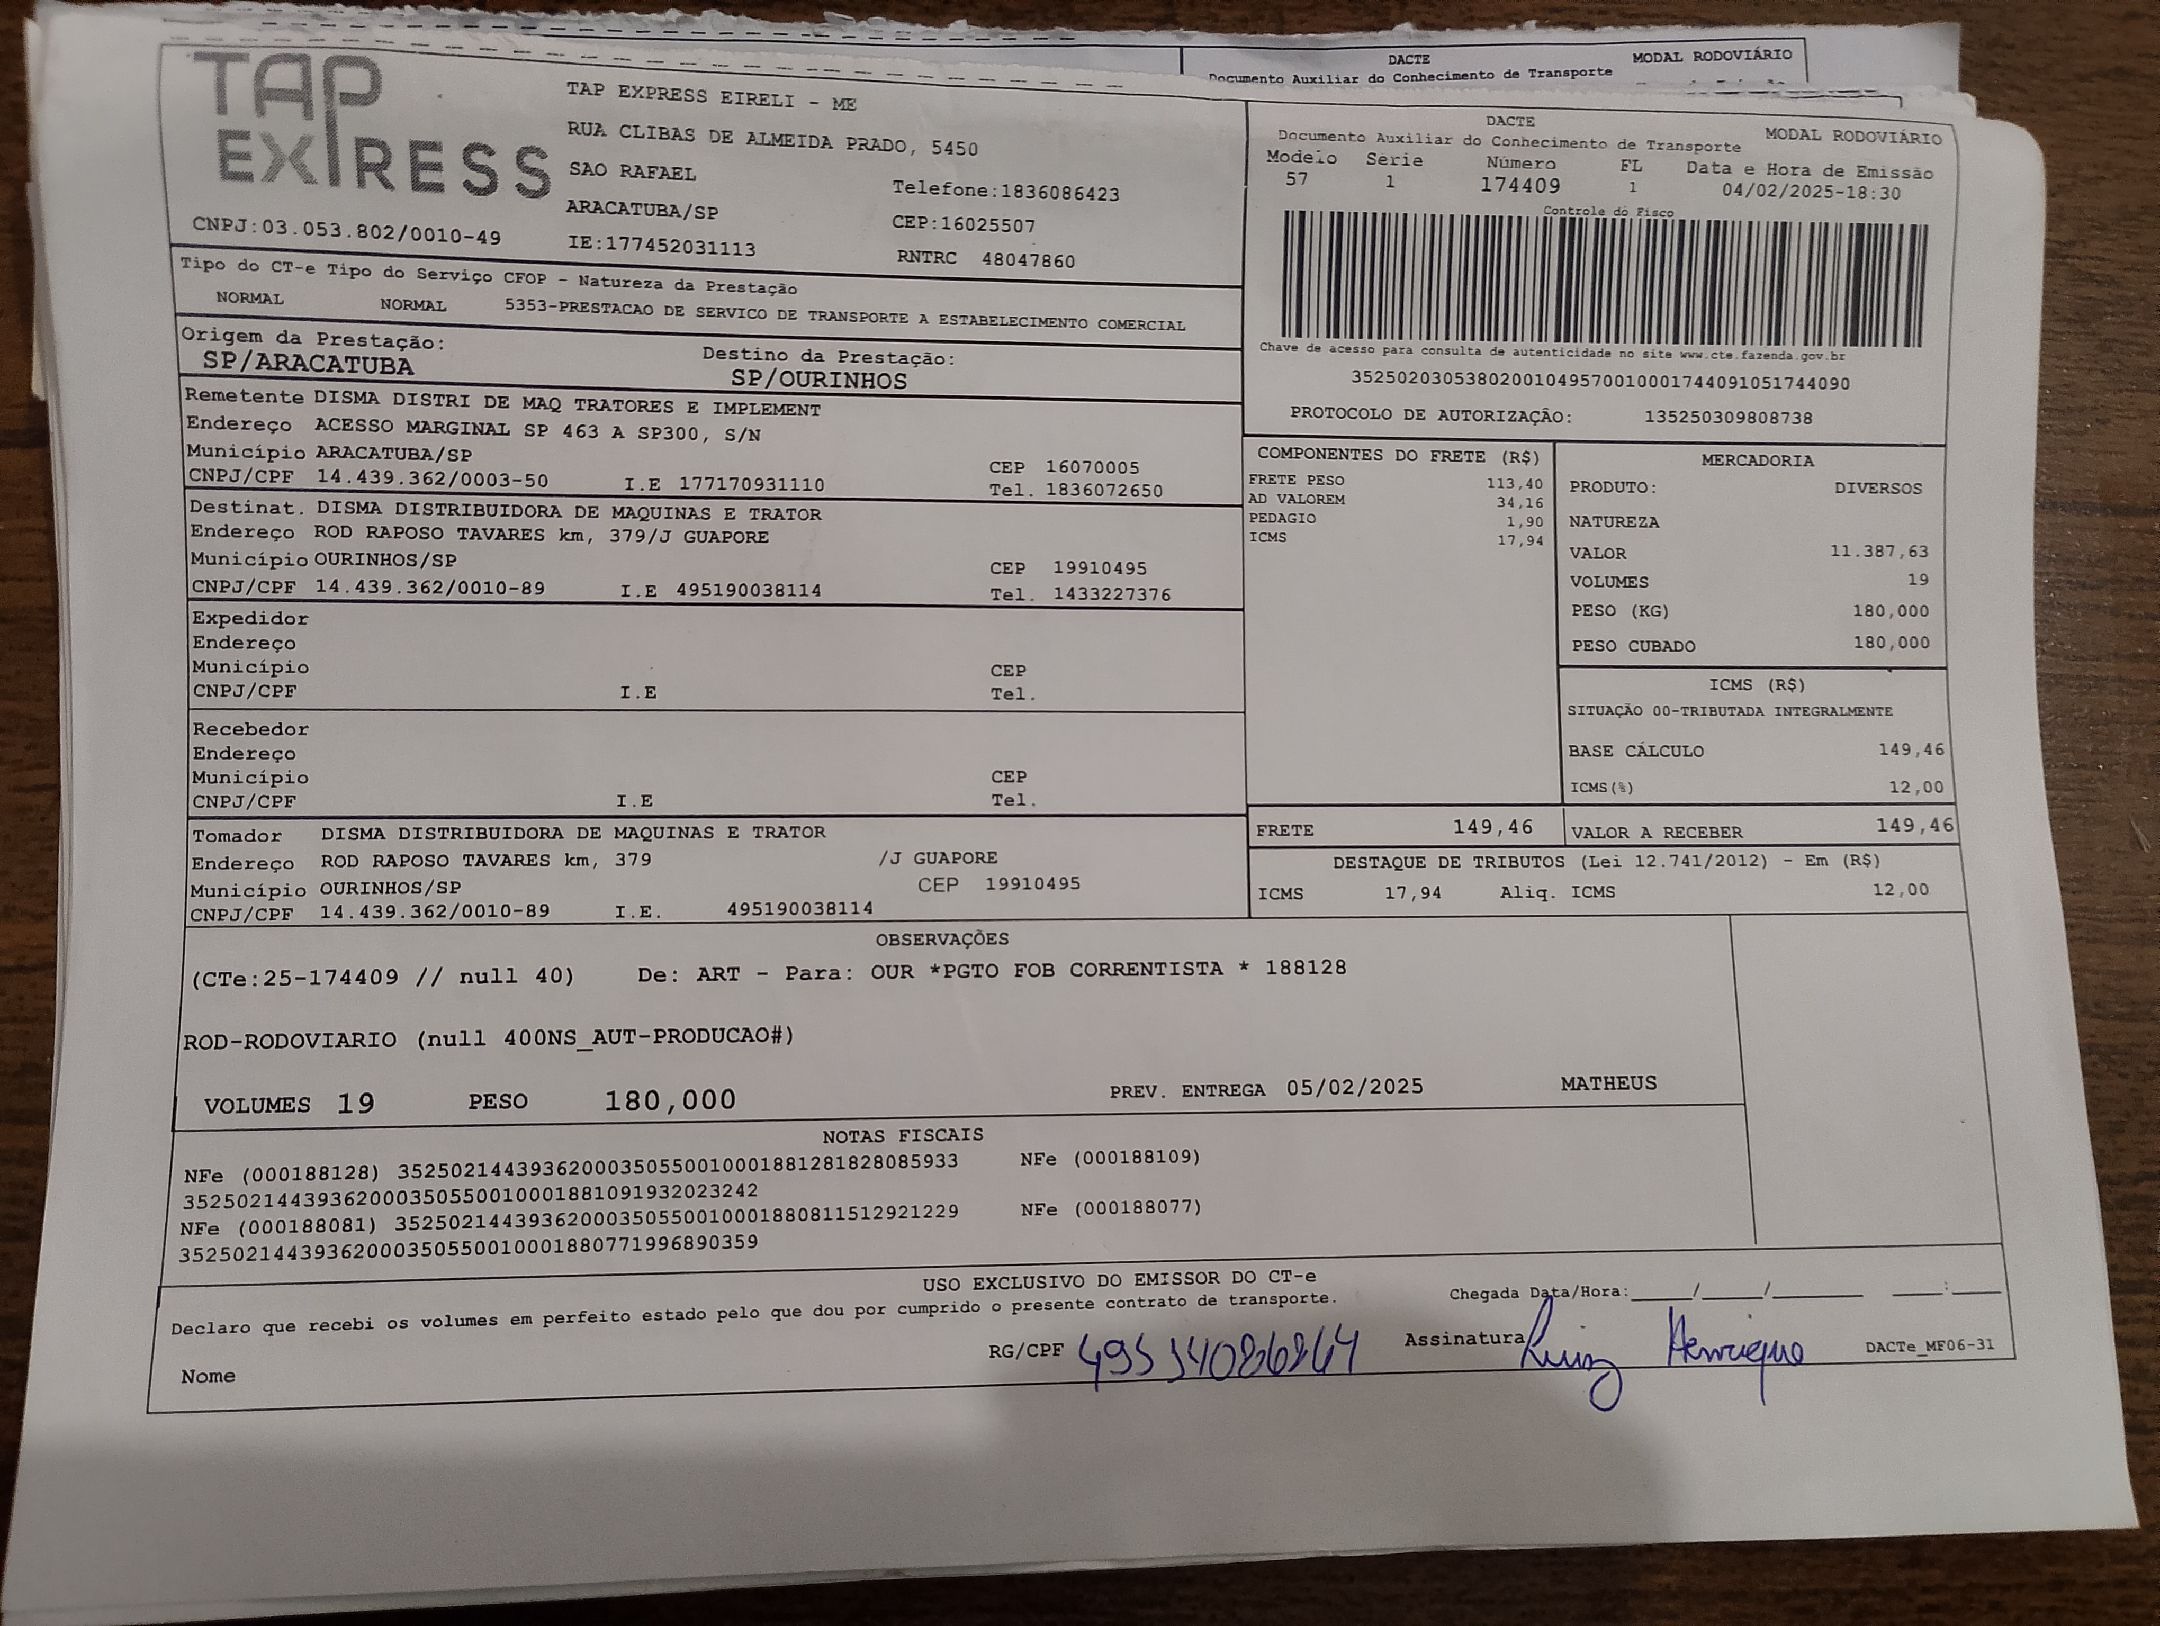 DACTE
MODAL RODOVIÁRIO
Documento Auxiliar do Conhecimento de Transporte
TAP EXPRESS
TAP EXPRESS EIRELI - ME
RUA CLIBAS DE ALMEIDA PRADO, 5450
SAO RAFAEL
Telefone:1836086423
ARACATUBA/SP
CEP:16025507
CNPJ:03.053.802/0010-49
IE:177452031113
RNTRC 48047860
DACTE
Documento Auxiliar do Conhecimento de Transporte
MODAL RODOVIÁRIO
Modelo Serie Número FL Data e Hora de Emissão
57 1 174409 1 04/02/2025-18:30
Controle do Fisco
Chave de acesso para consulta de autenticidade no site www.cte.fazenda.gov.br
35250203053802001049570010001744091051744090
PROTOCOLO DE AUTORIZAÇÃO: 135250309808738
Tipo do CT-e Tipo do Serviço CFOP - Natureza da Prestação
NORMAL NORMAL 5353-PRESTACAO DE SERVICO DE TRANSPORTE A ESTABELECIMENTO COMERCIAL
Origem da Prestação: Destino da Prestação:
SP/ARACATUBA SP/OURINHOS
Remetente DISMA DISTRI DE MAQ TRATORES E IMPLEMENT
Endereço ACESSO MARGINAL SP 463 A SP300, S/N
Município ARACATUBA/SP CEP 16070005
CNPJ/CPF 14.439.362/0003-50 I.E 177170931110 Tel. 1836072650
Destinat. DISMA DISTRIBUIDORA DE MAQUINAS E TRATOR
Endereço ROD RAPOSO TAVARES km, 379/J GUAPORE
Município OURINHOS/SP CEP 19910495
CNPJ/CPF 14.439.362/0010-89 I.E 495190038114 Tel. 1433227376
Expedidor
Endereço
Município CEP
CNPJ/CPF I.E Tel.
Recebedor
Endereço
Município CEP
CNPJ/CPF I.E Tel.
Tomador DISMA DISTRIBUIDORA DE MAQUINAS E TRATOR
Endereço ROD RAPOSO TAVARES km, 379 /J GUAPORE
Município OURINHOS/SP CEP 19910495
CNPJ/CPF 14.439.362/0010-89 I.E. 495190038114
COMPONENTES DO FRETE (R$)
FRETE PESO 113,40
AD VALOREM 34,16
PEDAGIO 1,90
ICMS 17,94
MERCADORIA
PRODUTO: DIVERSOS
NATUREZA
VALOR 11.387,63
VOLUMES 19
PESO (KG) 180,000
PESO CUBADO 180,000
ICMS (R$)
SITUAÇÃO 00-TRIBUTADA INTEGRALMENTE
BASE CÁLCULO 149,46
ICMS(%) 12,00
FRETE 149,46 VALOR A RECEBER 149,46
DESTAQUE DE TRIBUTOS (Lei 12.741/2012) - Em (R$)
ICMS 17,94 Aliq. ICMS 12,00
OBSERVAÇÕES
(CTe:25-174409 // null 40) De: ART - Para: OUR *PGTO FOB CORRENTISTA * 188128
ROD-RODOVIARIO (null 400NS_AUT-PRODUCAO#)
VOLUMES 19 PESO 180,000 PREV. ENTREGA 05/02/2025 MATHEUS
NOTAS FISCAIS
NFe (000188128) 35250214439362000350550010001881281828085933 NFe (000188109)
35250214439362000350550010001881091932023242
NFe (000188081) 35250214439362000350550010001880811512921229 NFe (000188077)
35250214439362000350550010001880771996890359
USO EXCLUSIVO DO EMISSOR DO CT-e
Declaro que recebi os volumes em perfeito estado pelo que dou por cumprido o presente contrato de transporte.
Chegada Data/Hora:_____/_____/________ ____:____
Nome RG/CPF Assinatura Luiz Henrique DACTe_MF06-31